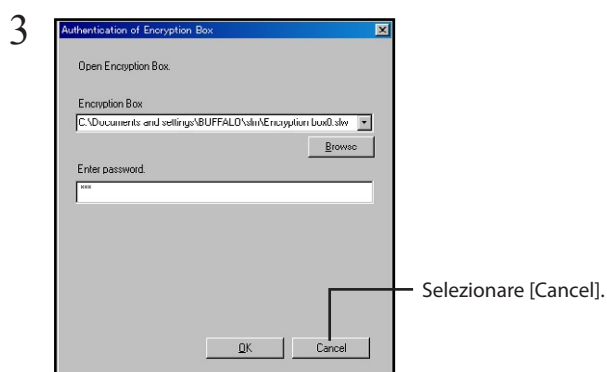 3
Authentication of Encryption Box
Open Encryption Box.
Encryption Box
C:\Documents and settings\BUFFALO\slm\Encryption box0.slw
Browse
Enter password.
***
Selezionare [Cancel].
OK
Cancel